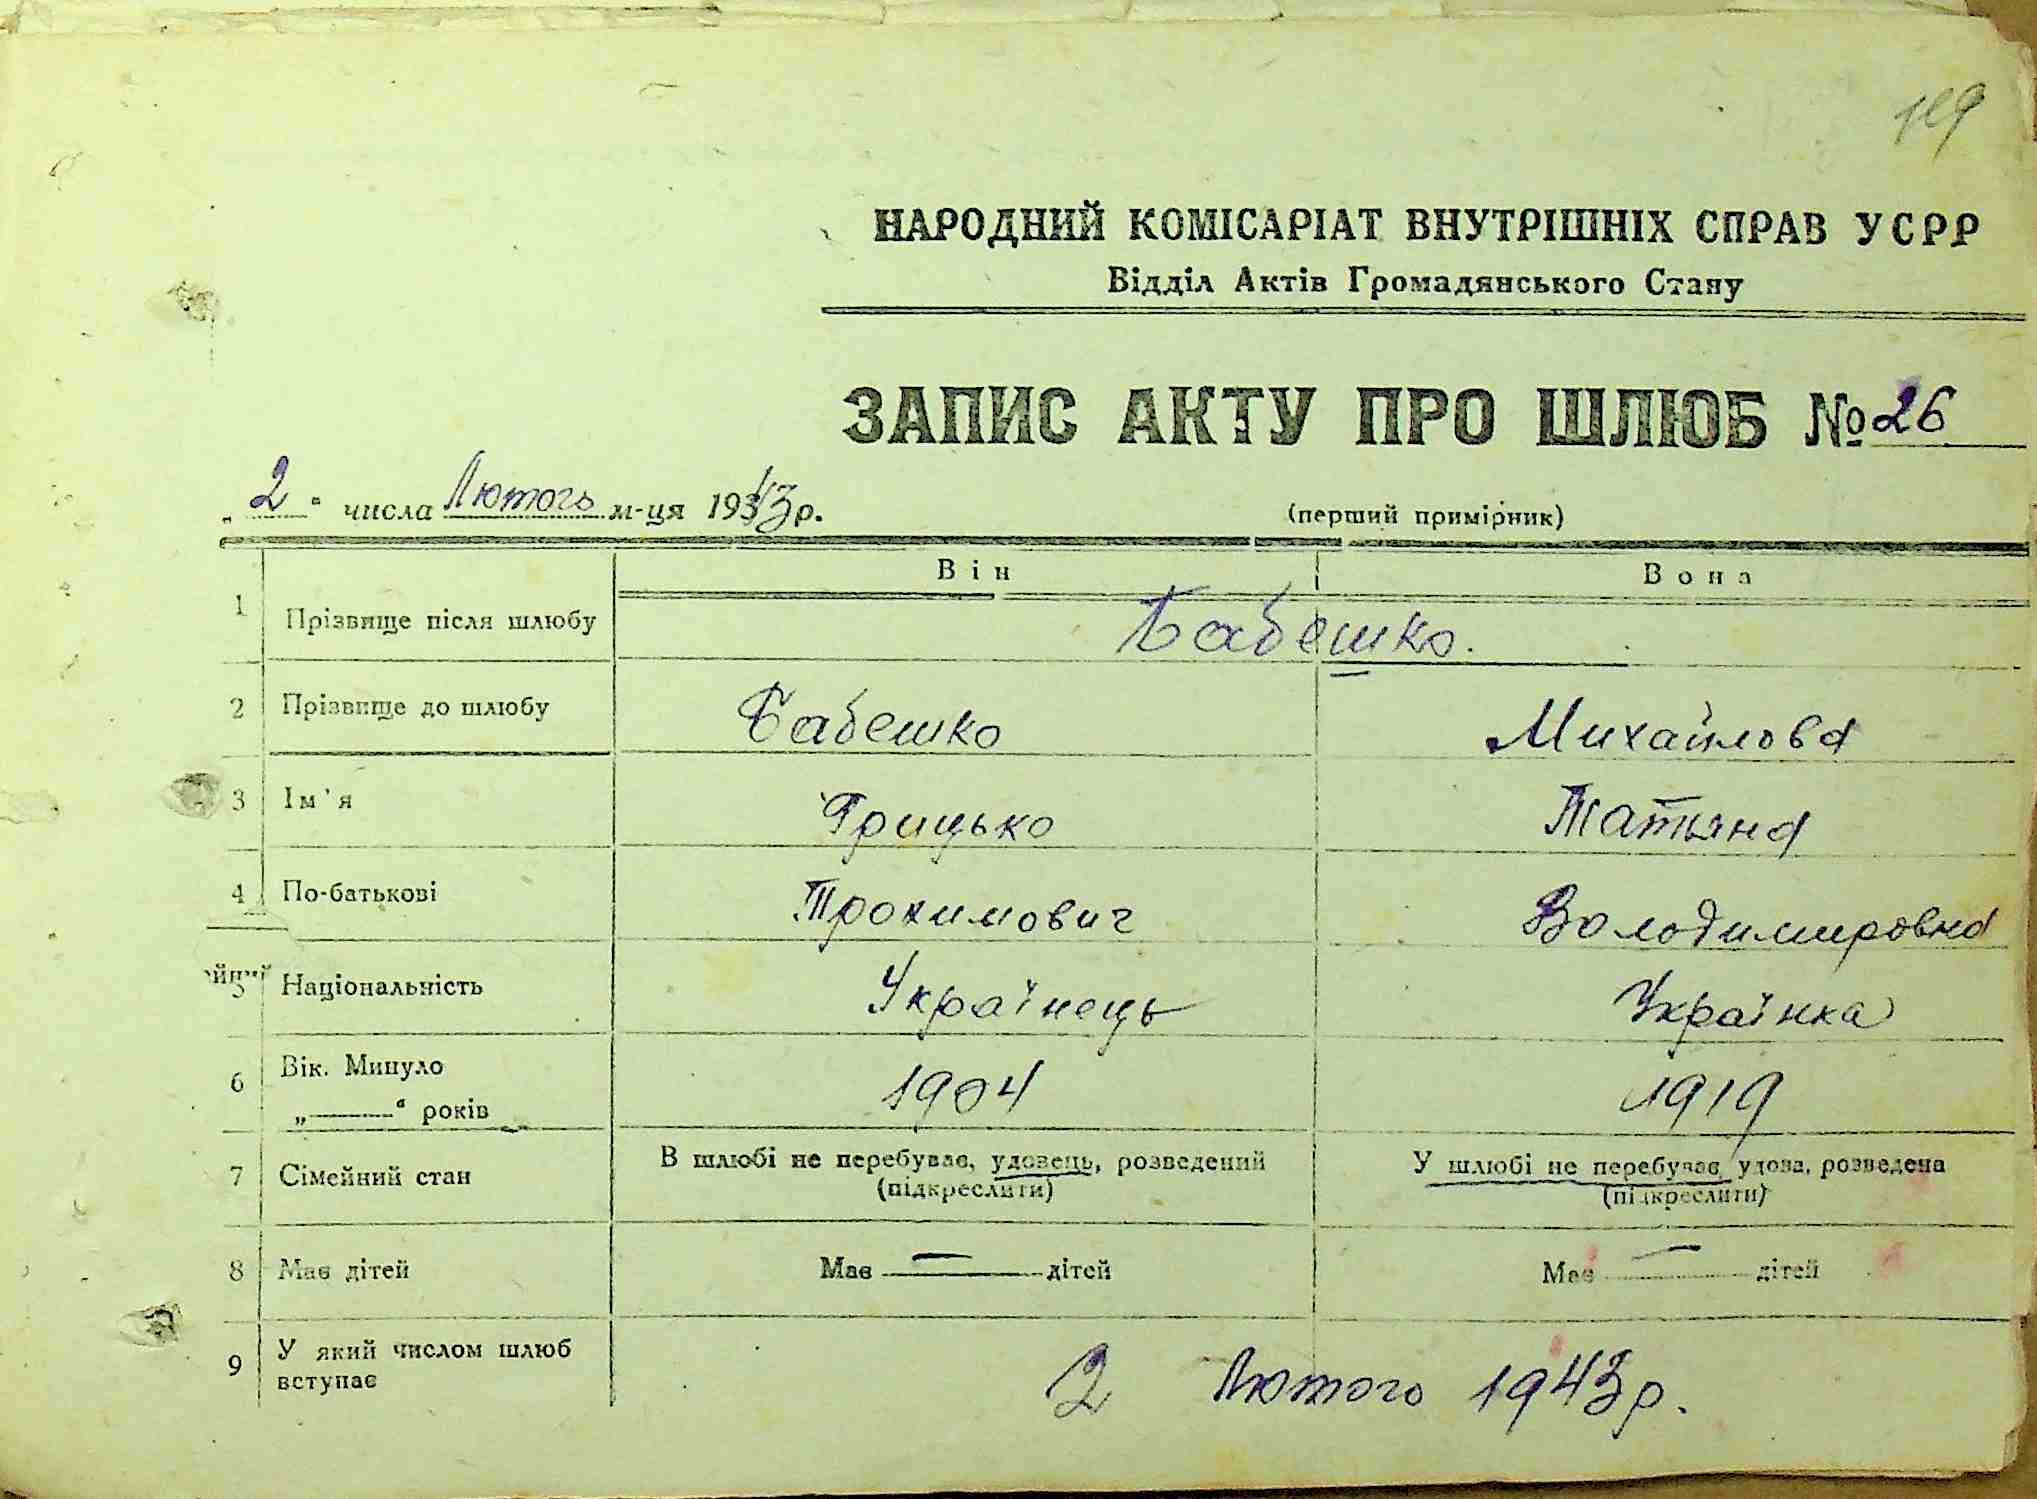 НАРОДНИЙ КОМІСАРІАТ ВНУТРІШНІХ СПРАВ УСРР
Відділ Актів Громадянського Стану
ЗАПИС АКТУ ПРО ШЛЮБ № 26
„2“ числа Лютого м-ця 1943 р.
(перший примірник)
Він Вона
1 Прізвище після шлюбу Бабешко.
2 Прізвище до шлюбу Бабешко Михайлова
3 Ім'я Грицько Татьяна
4 По-батькові Трохимович Володимировна
5 Національність Українець Українка
6 Вік. Минуло 1904 1919
„——“ років
7 Сімейний стан В шлюбі не перебуває, удовець, розведений У шлюбі не перебуває, удова, розведена
(підкреслити) (підкреслити)
8 Має дітей Має — дітей Має — дітей
9 У який числом шлюб
вступає 2 Лютого 1943 р.